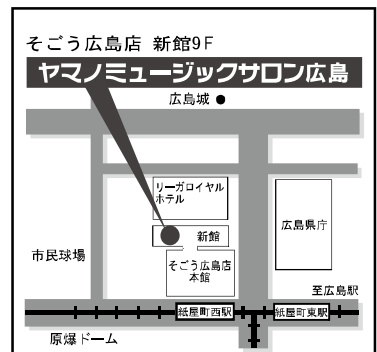 そごう広島店 新館9F
ヤマノミュージックサロン広島
広島城
リーガロイヤル
ホテル
広島県庁
新館
市民球場
そごう広島店
本館
至広島駅
紙屋町西駅
紙屋町東駅
原爆ドーム